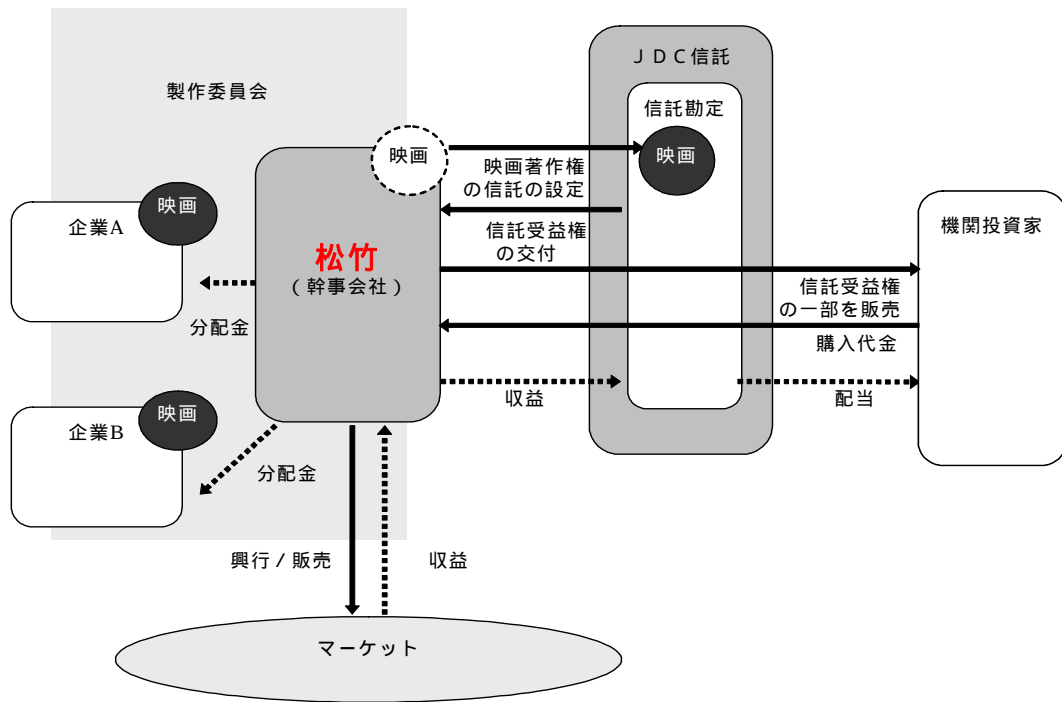 製作委員会
ＪＤＣ信託
信託勘定
映画
映画
映画著作権
の信託の設定
企業A
映画
信託受益権
の交付
機関投資家
松竹
（幹事会社）
信託受益権
の一部を販売
分配金
購入代金
収益
配当
企業B
映画
分配金
興行／販売
収益
マーケット